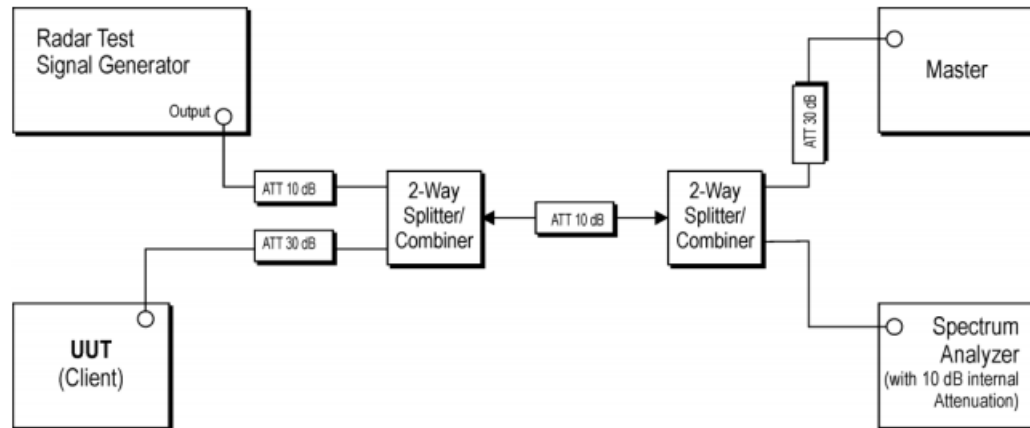 Radar Test
Signal Generator
Output
ATT 10 dB
ATT 30 dB
UUT
(Client)
2-Way
Splitter/
Combiner
ATT 10 dB
2-Way
Splitter/
Combiner
ATT 30 dB
Master
Spectrum
Analyzer
(with 10 dB internal
Attenuation)